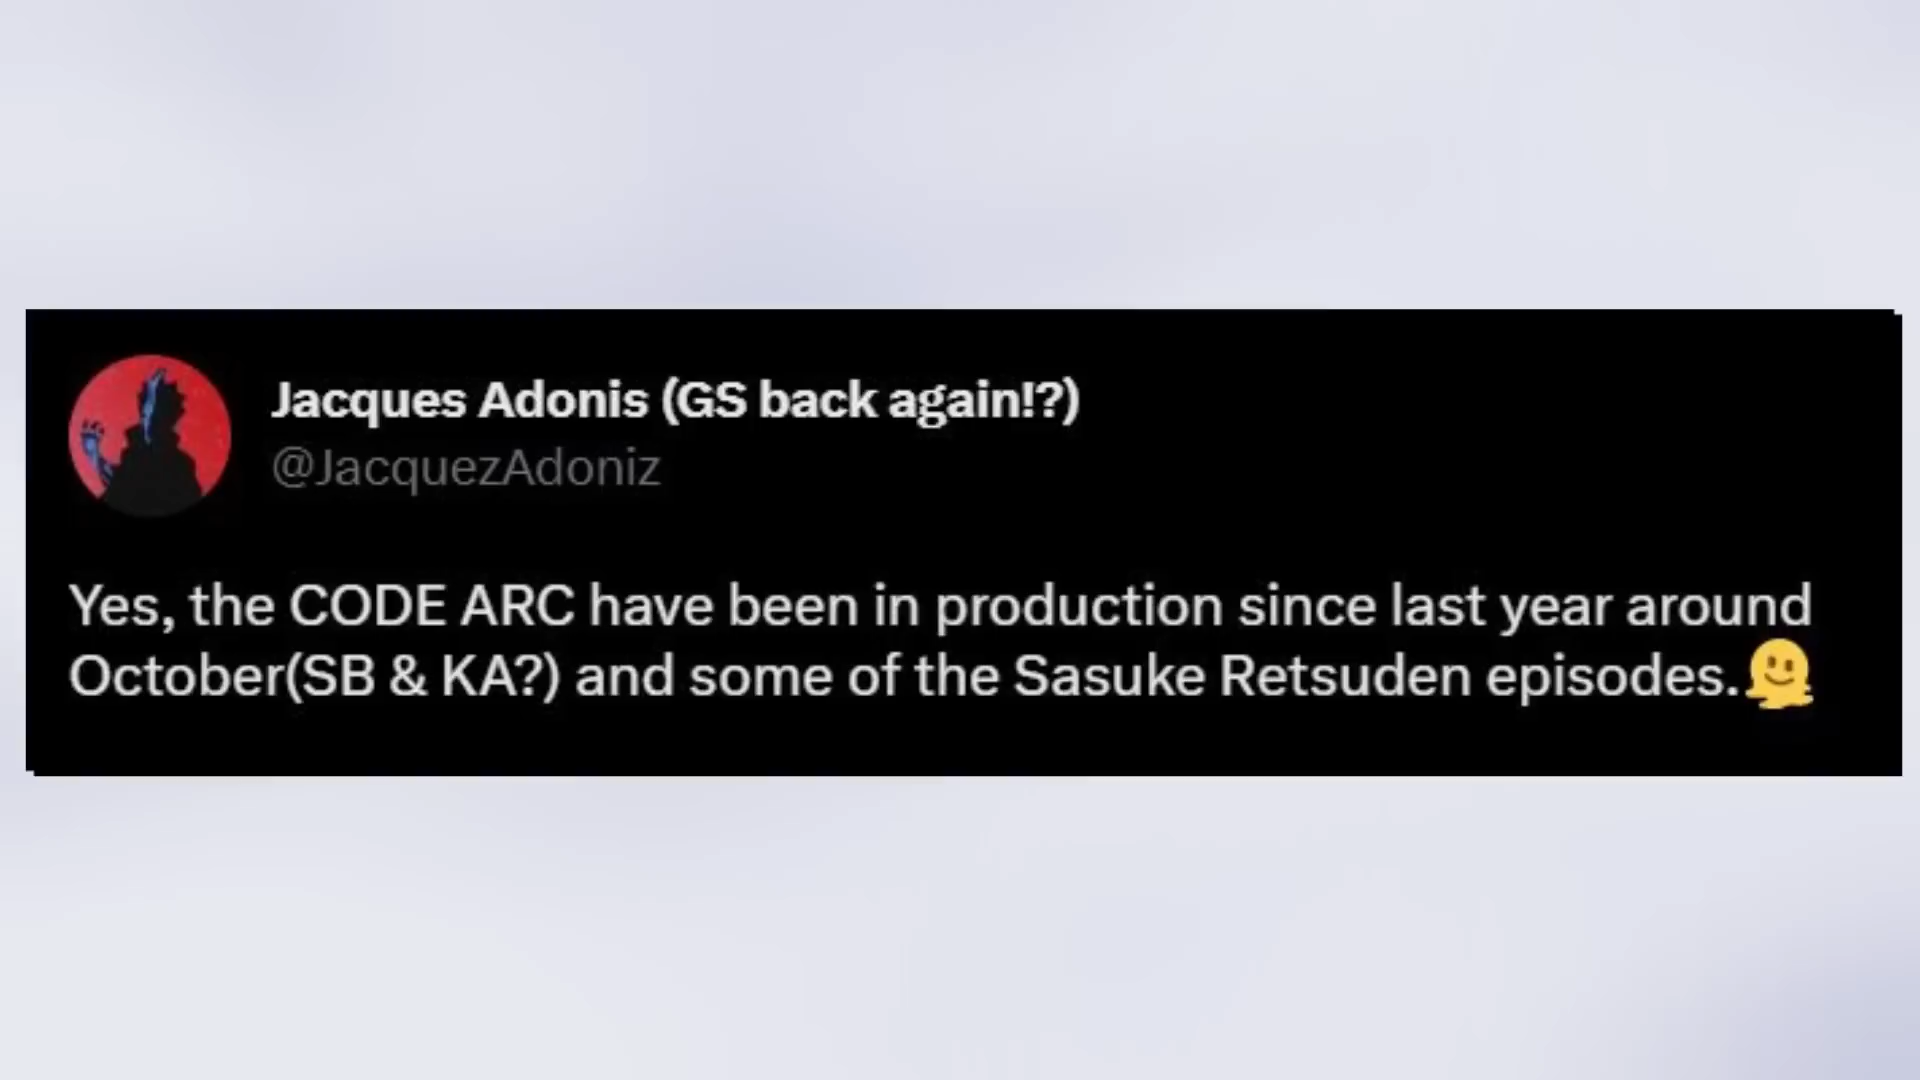 Jacques Adonis (GS back again!?)
@JacquezAdoniz
Yes, the CODE ARC have been in production since last year around
October(SB & KA?) and some of the Sasuke Retsuden episodes.🫠